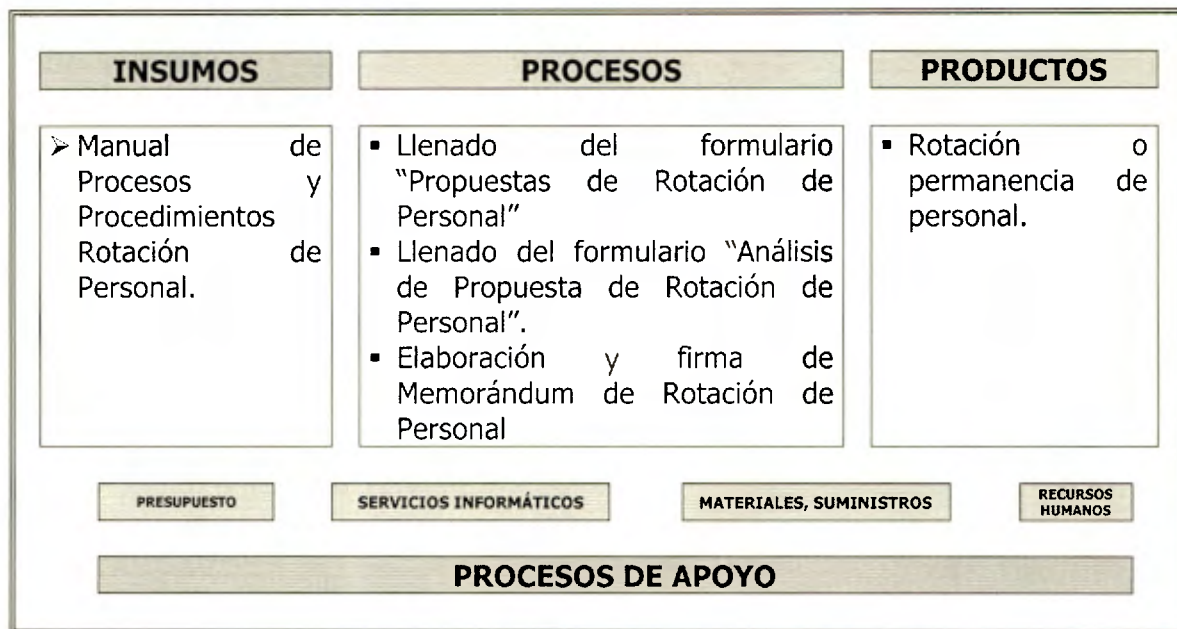 INSUMOS
PROCESOS
PRODUCTOS
➢ Manual de
Procesos y
Procedimientos
Rotación de
Personal.
▪ Llenado del formulario
“Propuestas de Rotación de
Personal”
▪ Llenado del formulario “Análisis
de Propuesta de Rotación de
Personal”.
▪ Elaboración y firma de
Memorándum de Rotación de
Personal
▪ Rotación o
permanencia de
personal.
PRESUPUESTO
SERVICIOS INFORMÁTICOS
MATERIALES, SUMINISTROS
RECURSOS
HUMANOS
PROCESOS DE APOYO